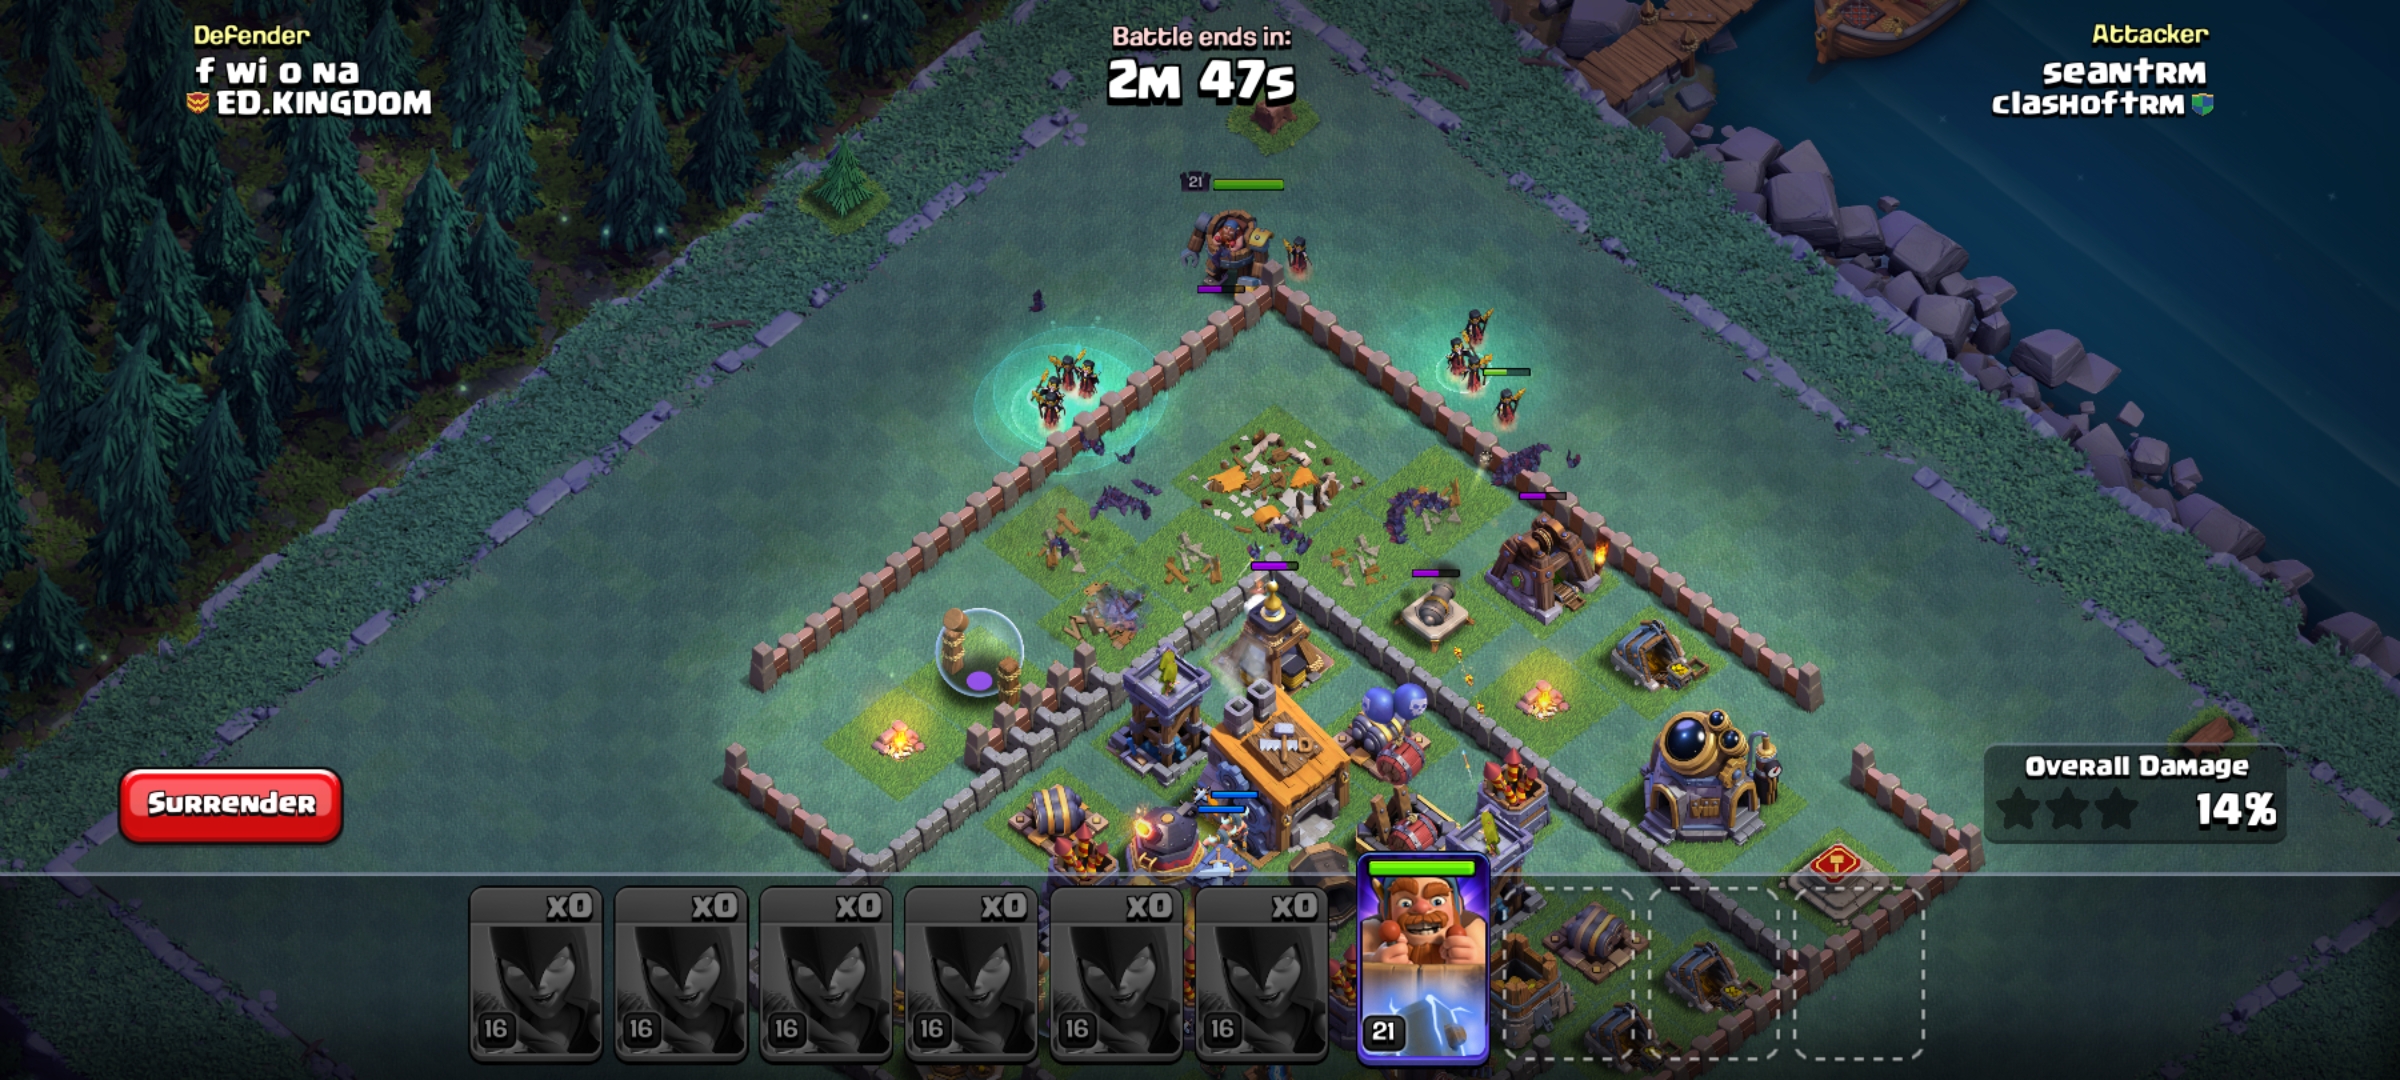 Defender
f wi o Na
ED.KINGDOM
Battle ends in:
2M 47s
Attacker
seantRM
clashoftRM
21
Surrender
Overall Damage
14%
x0
x0
x0
x0
x0
x0
16
16
16
16
16
16
21